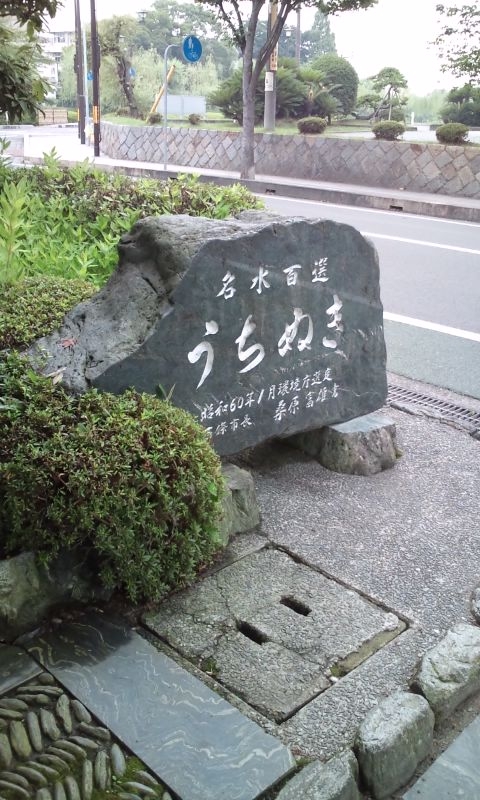 名水百選
うちぬき
昭和60年1月環境庁選定
西條市長 桑原富雄書